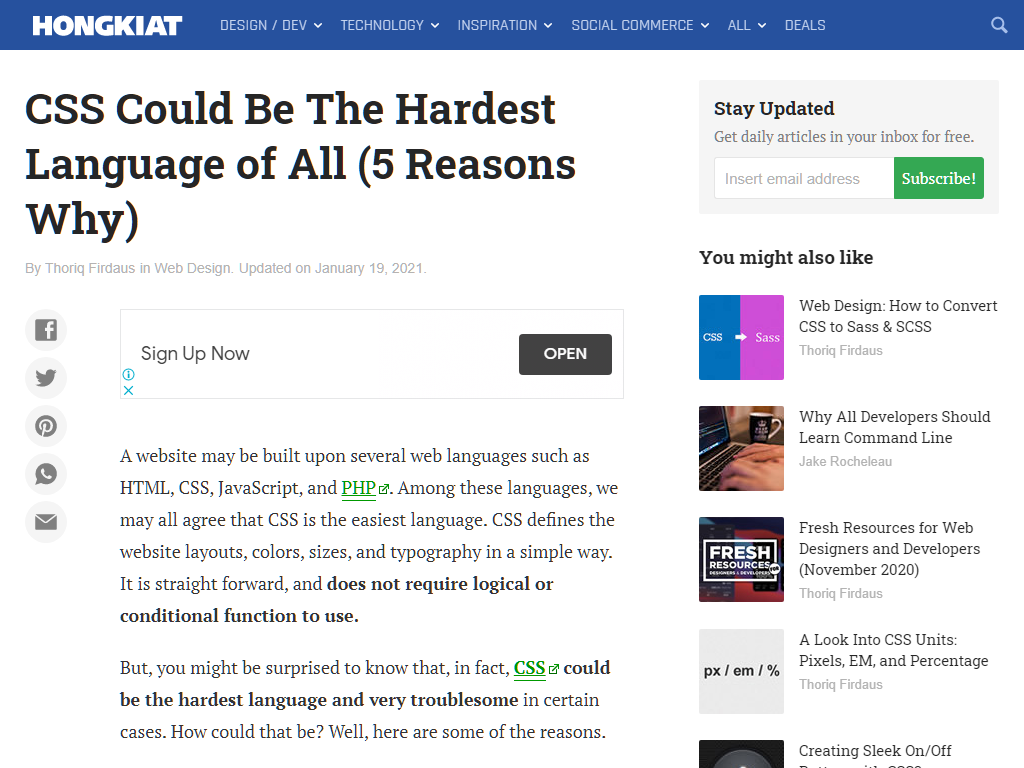 HONGKIAT
DESIGN / DEV
TECHNOLOGY
INSPIRATION
SOCIAL COMMERCE
ALL
DEALS
CSS Could Be The Hardest
Language of All (5 Reasons
Why)
By Thoriq Firdaus in Web Design. Updated on January 19, 2021.
Sign Up Now
OPEN
A website may be built upon several web languages such as
HTML, CSS, JavaScript, and PHP. Among these languages, we
may all agree that CSS is the easiest language. CSS defines the
website layouts, colors, sizes, and typography in a simple way.
It is straight forward, and does not require logical or
conditional function to use.
But, you might be surprised to know that, in fact, CSS could
be the hardest language and very troublesome in certain
cases. How could that be? Well, here are some of the reasons.
Stay Updated
Get daily articles in your inbox for free.
Insert email address
Subscribe!
You might also like
CSS
Sass
Web Design: How to Convert
CSS to Sass & SCSS
Thoriq Firdaus
Why All Developers Should
Learn Command Line
Jake Rocheleau
FRESH
RESOURCES
FOR
DESIGNERS & DEVELOPERS
Fresh Resources for Web
Designers and Developers
(November 2020)
Thoriq Firdaus
px / em / %
A Look Into CSS Units:
Pixels, EM, and Percentage
Thoriq Firdaus
Creating Sleek On/Off